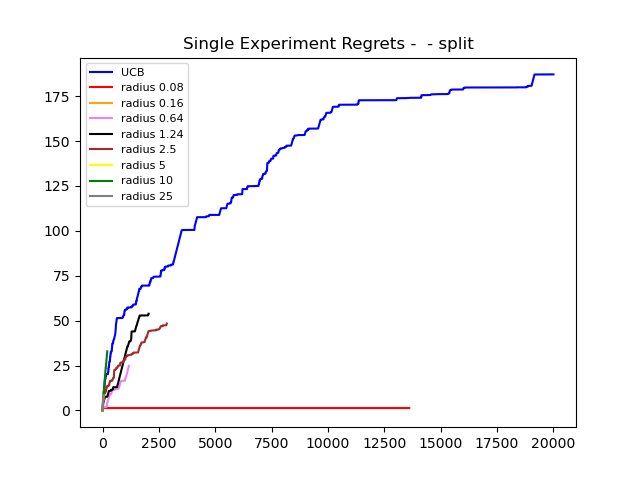 Single Experiment Regrets -  - split
UCB
radius 0.08
radius 0.16
radius 0.64
radius 1.24
radius 2.5
radius 5
radius 10
radius 25
175
150
125
100
75
50
25
0
0 2500 5000 7500 10000 12500 15000 17500 20000